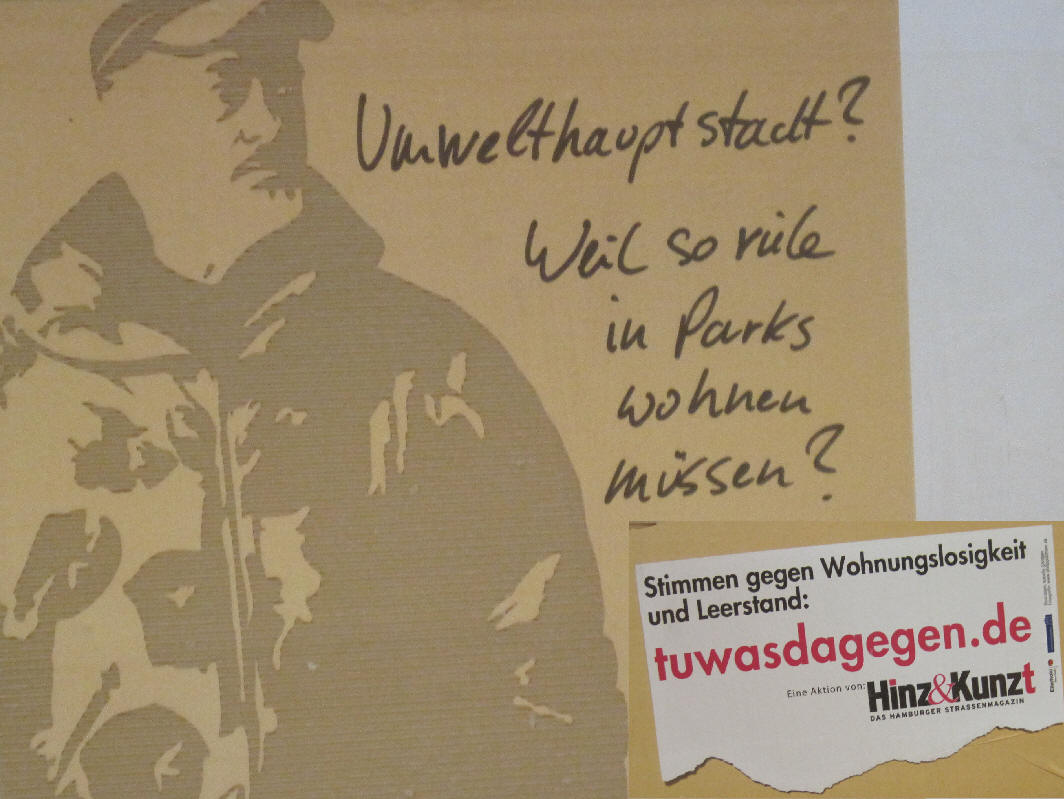 Umwelthauptstadt?
Weil so viele
in Parks
wohnen
müssen?
Stimmen gegen Wohnungslosigkeit
und Leerstand:
tuwasdagegen.de
Eine Aktion von: Hinz&Kunzt
DAS HAMBURGER STRASSENMAGAZIN